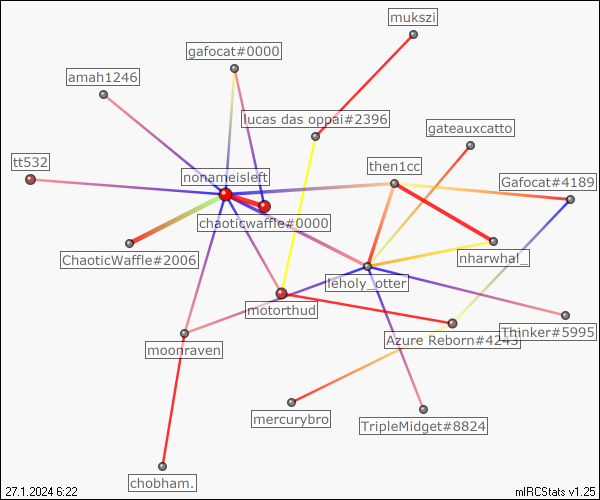 mukszi
gafocat#0000
amah1246
lucas das oppai#2396
gateauxcatto
tt532
then1cc
nonameisleft
Gafocat#4189
chaoticwaffle#0000
ChaoticWaffle#2006
nharwhal_
leholy_otter
motorthud
Thinker#5995
Azure Reborn#4243
moonraven
mercurybro
TripleMidget#8824
chobham.
27.1.2024 6:22
mIRCStats v1.25